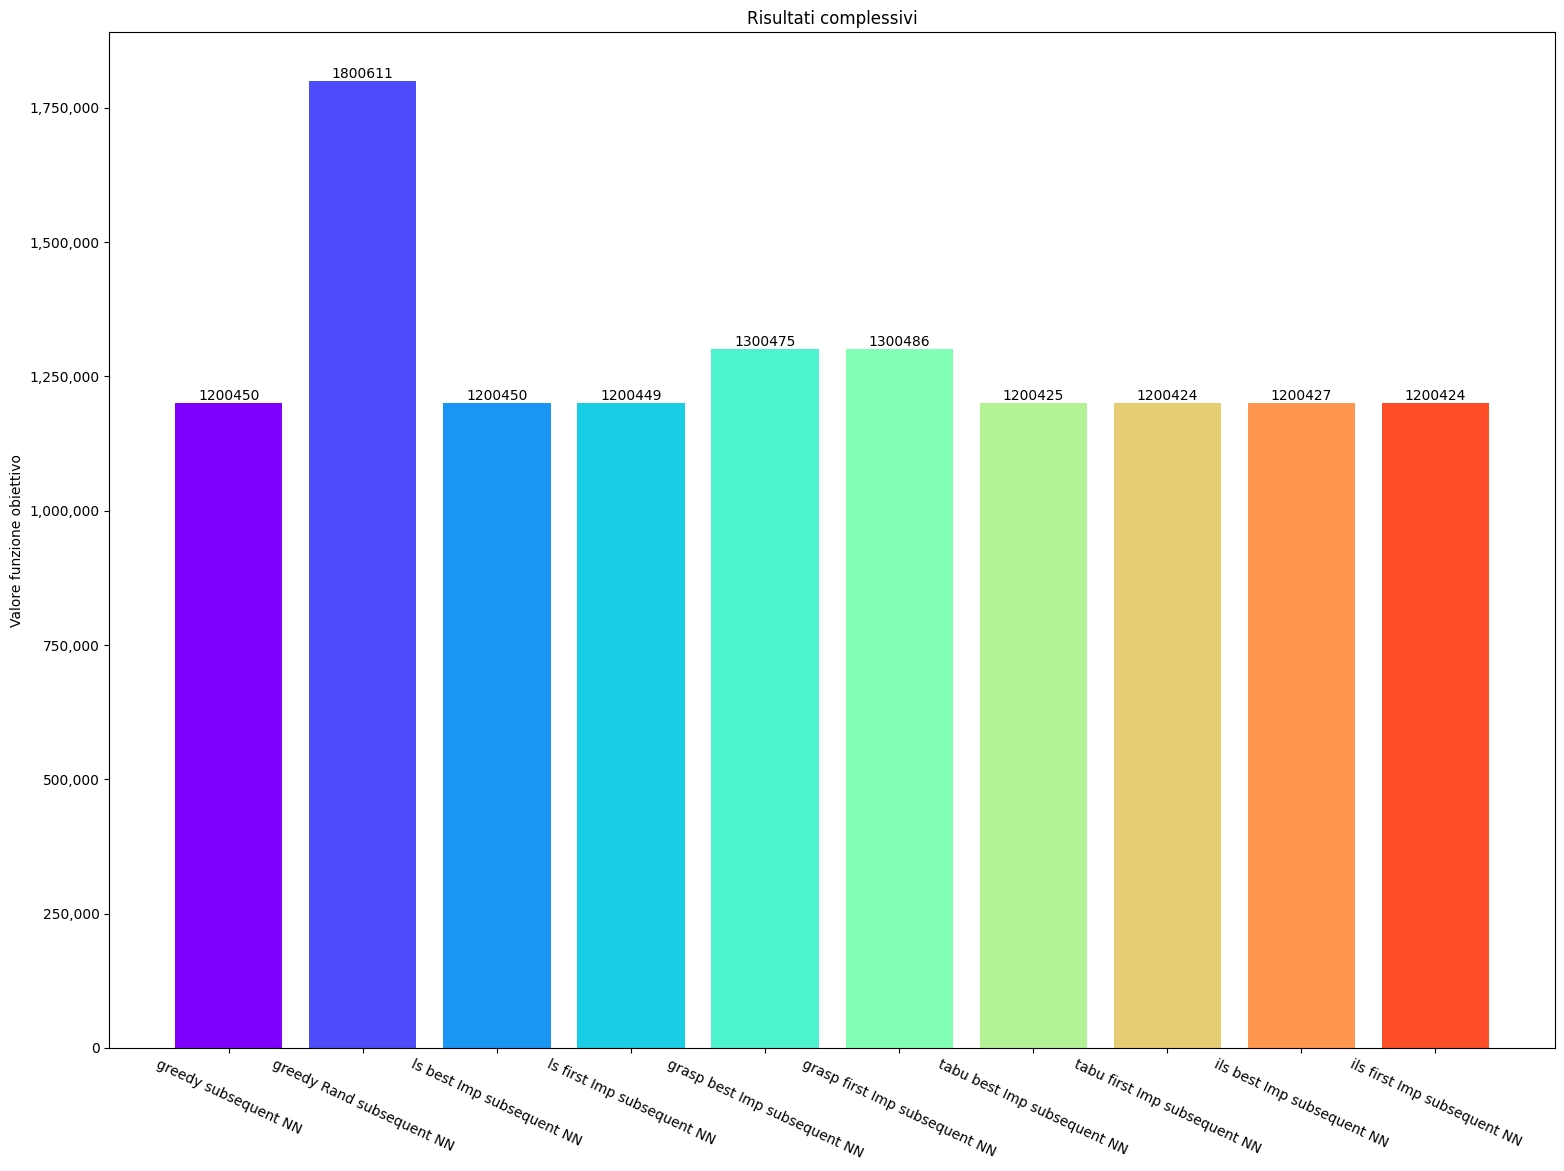 Risultati complessivi
Valore funzione obiettivo
1,750,000
1,500,000
1,250,000
1,000,000
750,000
500,000
250,000
0
1200450
1800611
1200450
1200449
1300475
1300486
1200425
1200424
1200427
1200424
greedy subsequent NN
greedy Rand subsequent NN
ls best Imp subsequent NN
ls first Imp subsequent NN
grasp best Imp subsequent NN
grasp first Imp subsequent NN
tabu best Imp subsequent NN
tabu first Imp subsequent NN
ils best Imp subsequent NN
ils first Imp subsequent NN